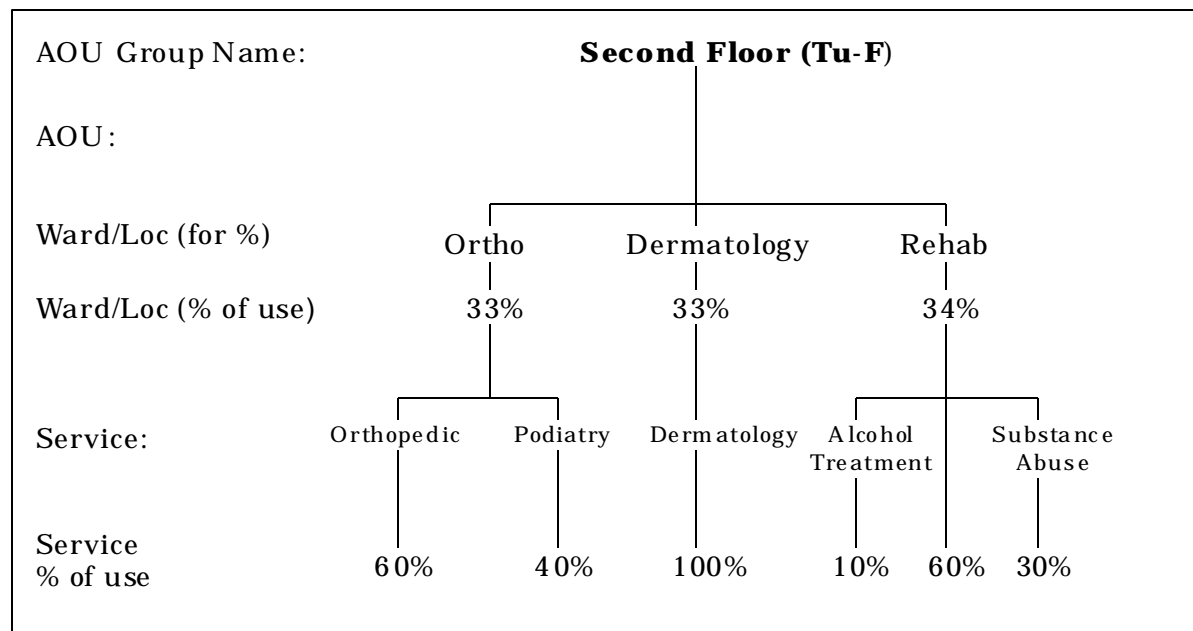 AOU Group Name: Second Floor (Tu-F)
AOU:
Ward/Loc (for %) Ortho Dermatology Rehab
Ward/Loc (% of use) 33% 33% 34%
Service: Orthopedic Podiatry Dermatology Alcohol Treatment Substance Abuse
Service
% of use 60% 40% 100% 10% 60% 30%